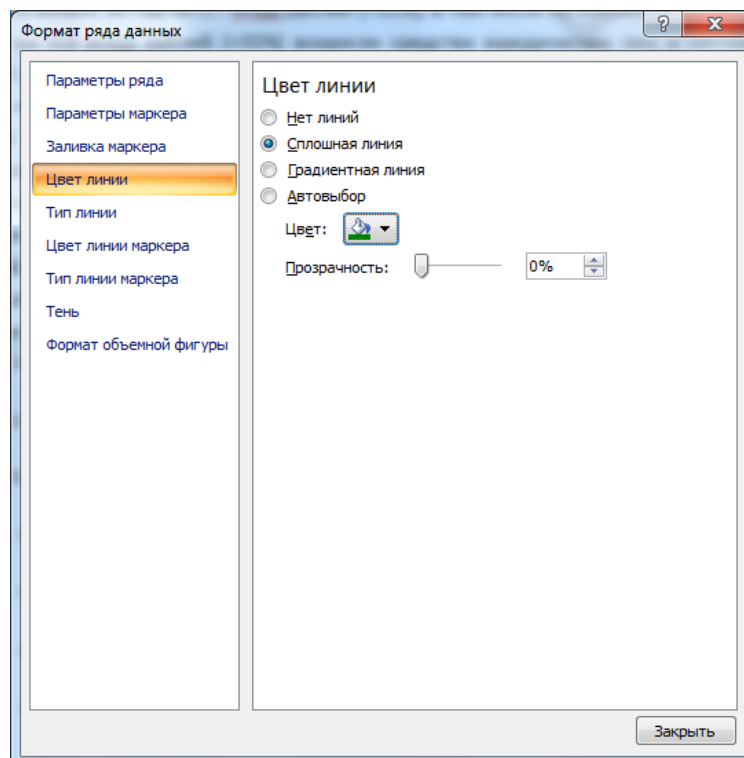 Формат ряда данных
Параметры ряда
Параметры маркера
Заливка маркера
Цвет линии
Тип линии
Цвет линии маркера
Тип линии маркера
Тень
Формат объемной фигуры
Цвет линии
Нет линий
Сплошная линия
Градиентная линия
Автовыбор
Цвет:
Прозрачность: 0%
Закрыть